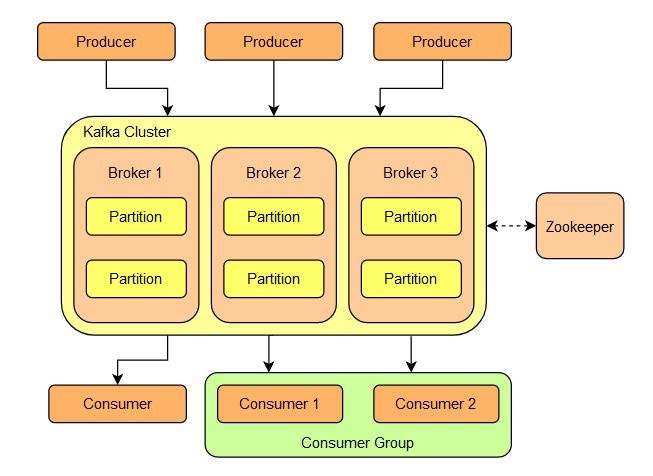 Producer
Producer
Producer
Kafka Cluster
Broker 1
Broker 2
Broker 3
Partition
Partition
Partition
Zookeeper
Partition
Partition
Partition
Consumer
Consumer 1
Consumer 2
Consumer Group